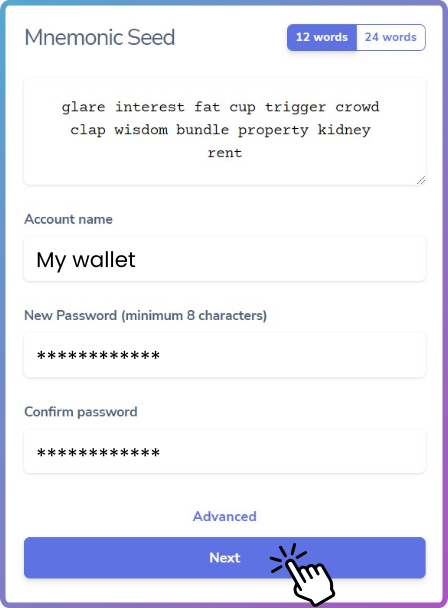 Mnemonic Seed
12 words
24 words
glare interest fat cup trigger crowd
clap wisdom bundle property kidney
rent
Account name
My wallet
New Password (minimum 8 characters)
************
Confirm password
************
Advanced
Next